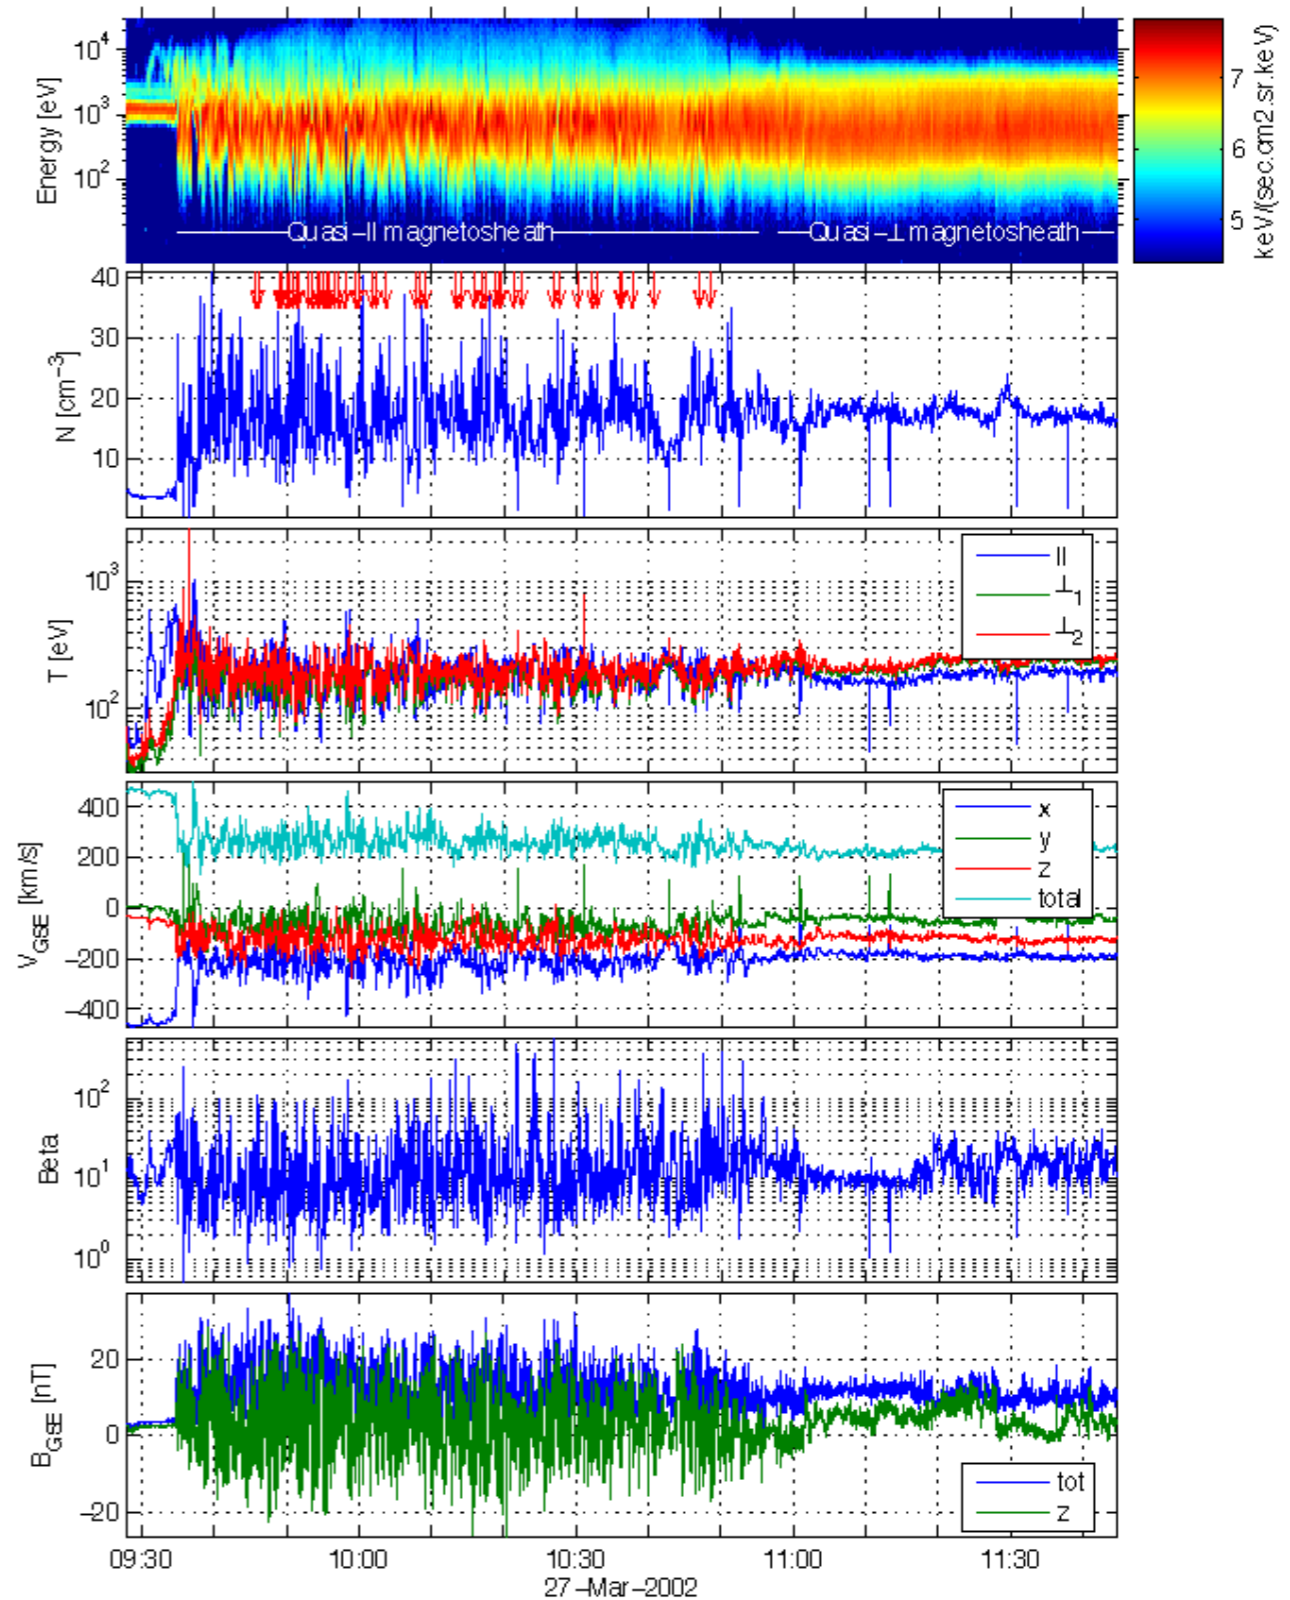 10⁴
10³
10²
Energy [eV]
Quasi-|| magnetosheath
Quasi-⊥ magnetosheath
7
6
5
keV/(sec.cm2.sr.keV)
40
30
20
10
N [cm⁻³]
10³
10²
T [eV]
||
⊥₁
⊥₂
400
200
0
-200
-400
V_GSE [km/s]
x
y
z
total
10²
10¹
10⁰
Beta
20
0
-20
B_GSE [nT]
tot
z
09:30 10:00 10:30 11:00 11:30
27-Mar-2002